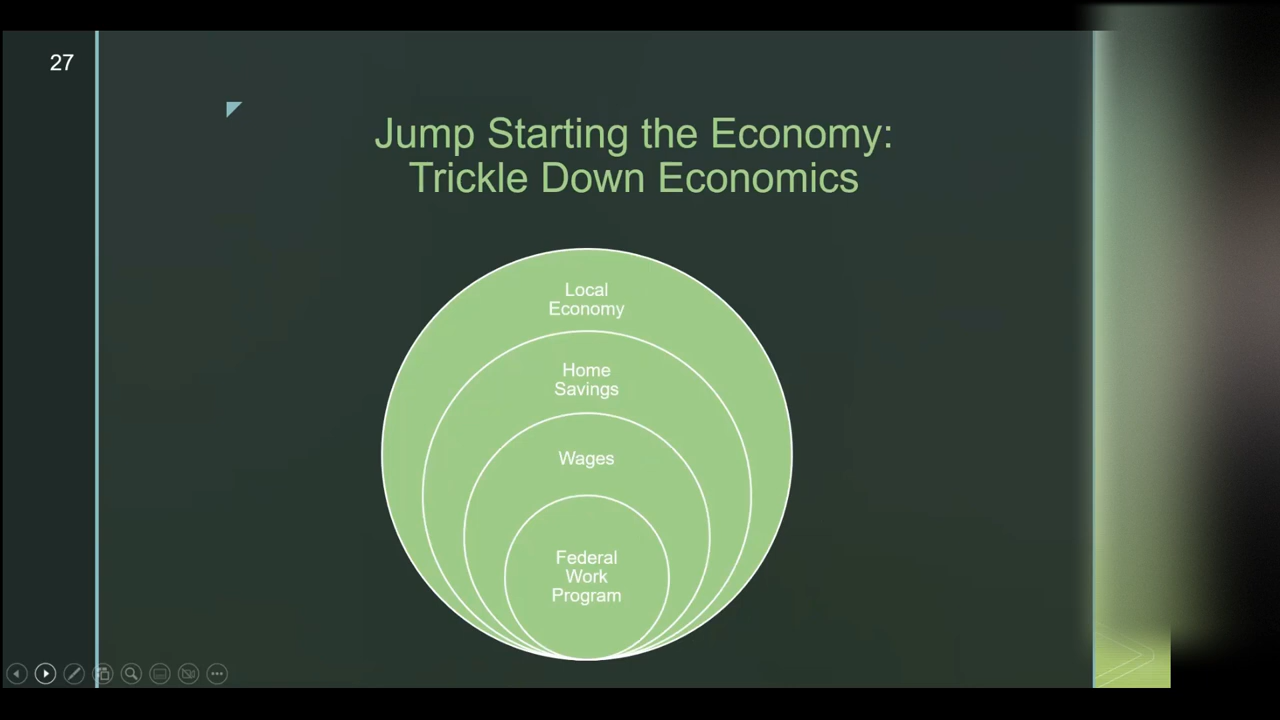 27
Jump Starting the Economy:
Trickle Down Economics
Local
Economy
Home
Savings
Wages
Federal
Work
Program